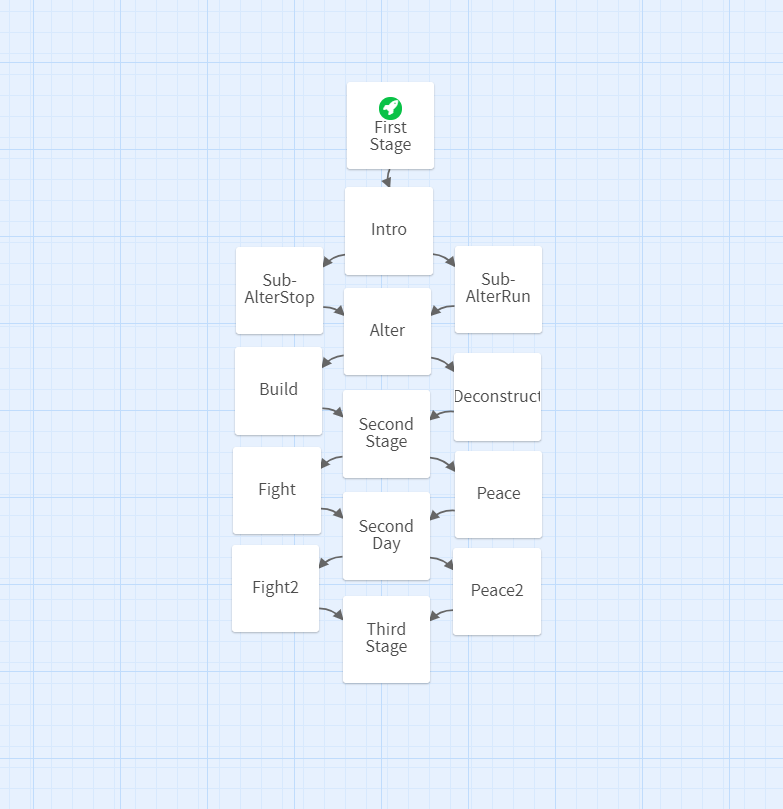 First
Stage
Intro
Sub-
AlterStop
Sub-
AlterRun
Alter
Build
Deconstruct
Second
Stage
Fight
Peace
Second
Day
Fight2
Peace2
Third
Stage